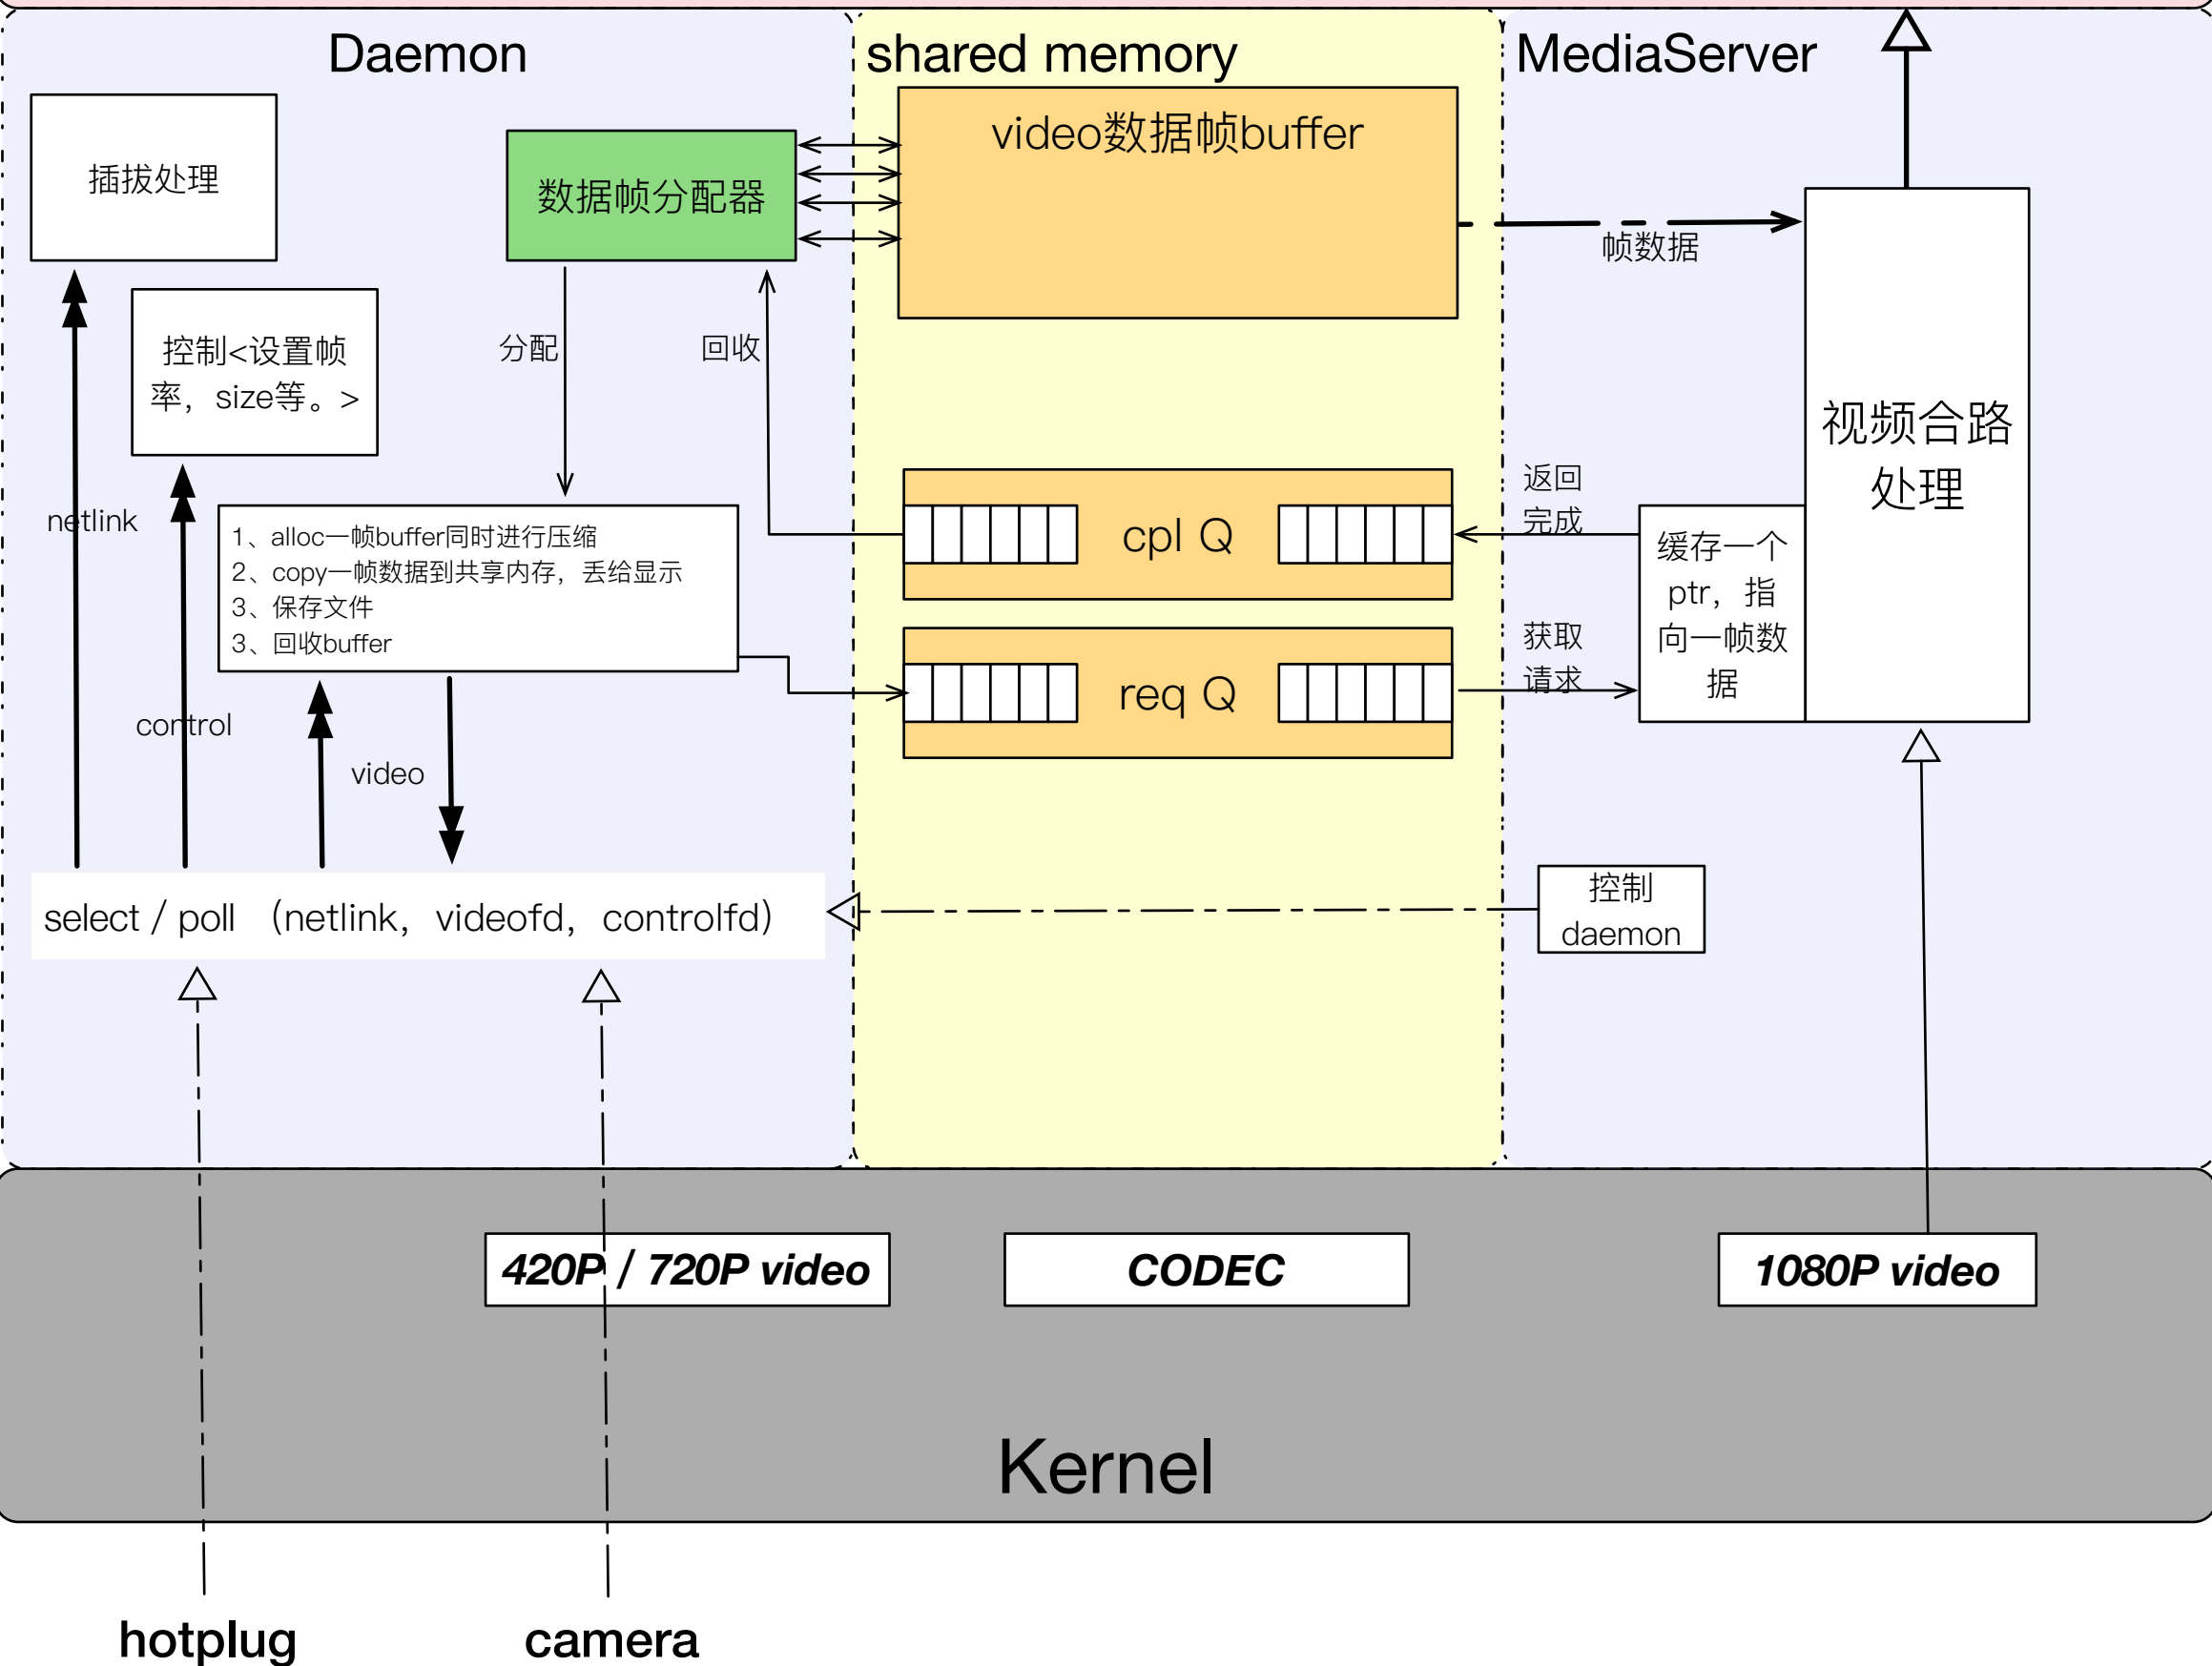 Daemon
shared memory
MediaServer
插拔处理
数据帧分配器
video数据帧buffer
帧数据
控制<设置帧
率，size等。>
分配
回收
视频合路
处理
netlink
1、alloc一帧buffer同时进行压缩
2、copy一帧数据到共享内存，丢给显示
3、保存文件
3、回收buffer
cpl Q
返回
完成
缓存一个
ptr，指
向一帧数
据
req Q
获取
请求
control
video
select / poll （netlink，videofd，controlfd）
控制
daemon
420P / 720P video
CODEC
1080P video
Kernel
hotplug
camera